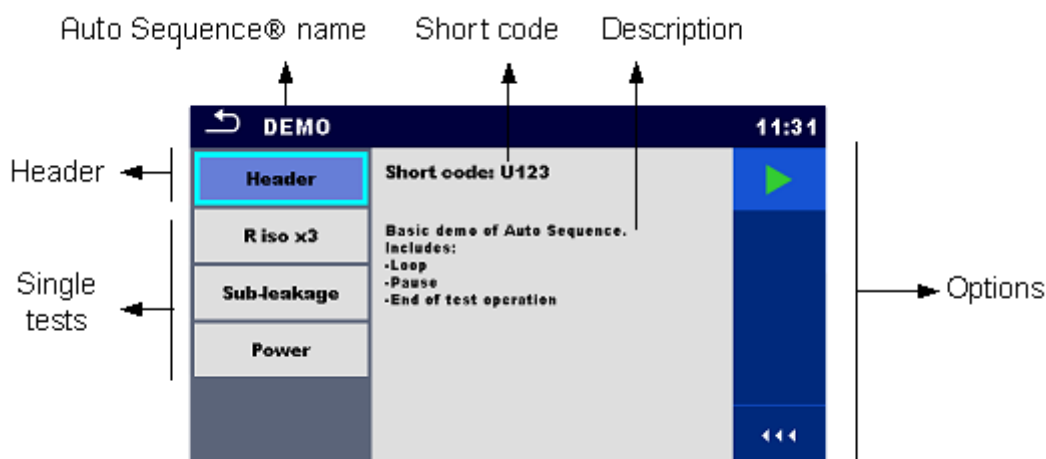 Auto Sequence® name
Short code
Description
DEMO
11:31
Header
Header
Short code: U123
R iso x3
Basic demo of Auto Sequence.
Includes:
-Loop
-Pause
-End of test operation
Single
tests
Sub-leakage
Options
Power